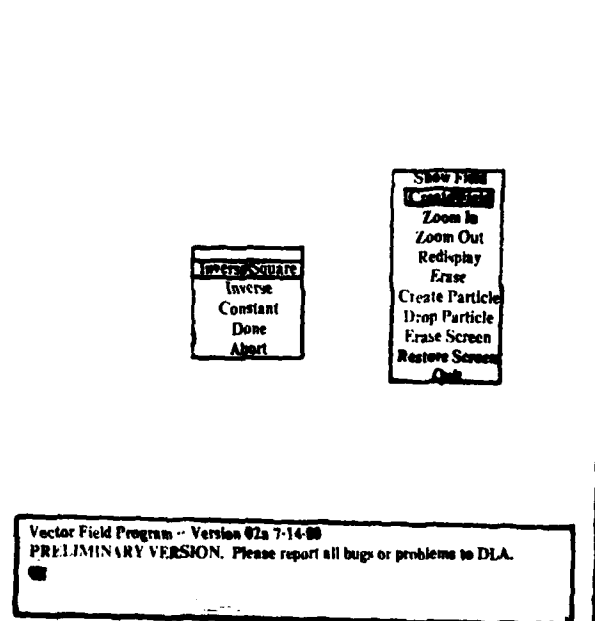 Show Field
Create Field
Zoom In
Zoom Out
Redisplay
Erase
Create Particle
Drop Particle
Erase Screen
Restore Screen
Quit
Inverse Square
Inverse
Constant
Done
Abort
Vector Field Program -- Version 02a 7-14-80
PRELIMINARY VERSION. Please report all bugs or problems to DLA.